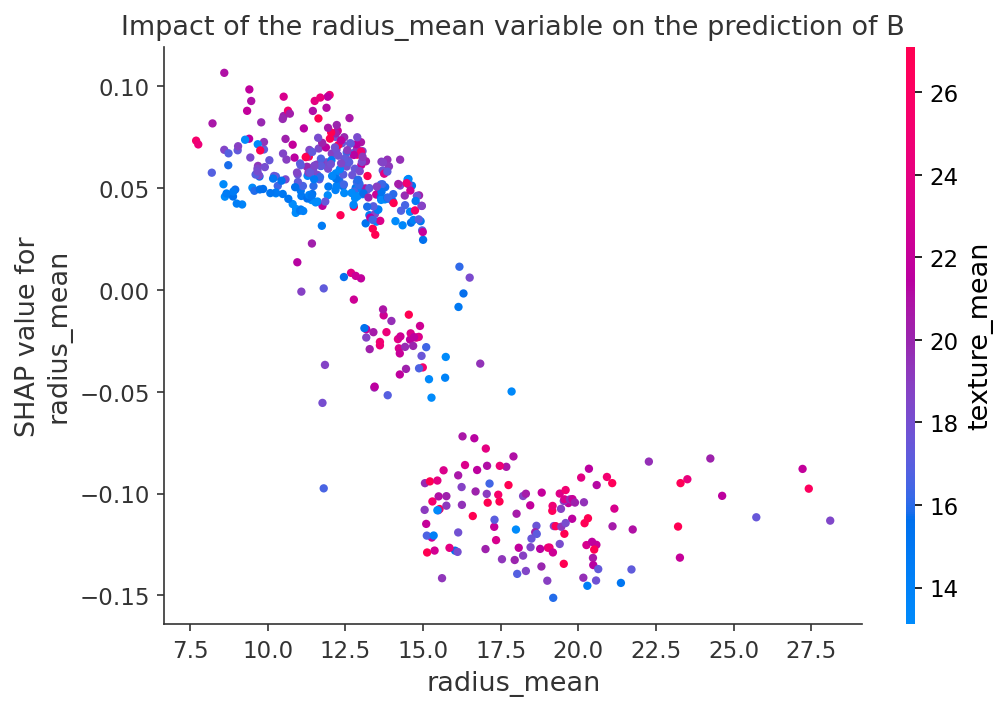 Impact of the radius_mean variable on the prediction of B
0.10
0.05
0.00
−0.05
−0.10
−0.15
SHAP value for
radius_mean
7.5 10.0 12.5 15.0 17.5 20.0 22.5 25.0 27.5
radius_mean
26
24
22
20
18
16
14
texture_mean